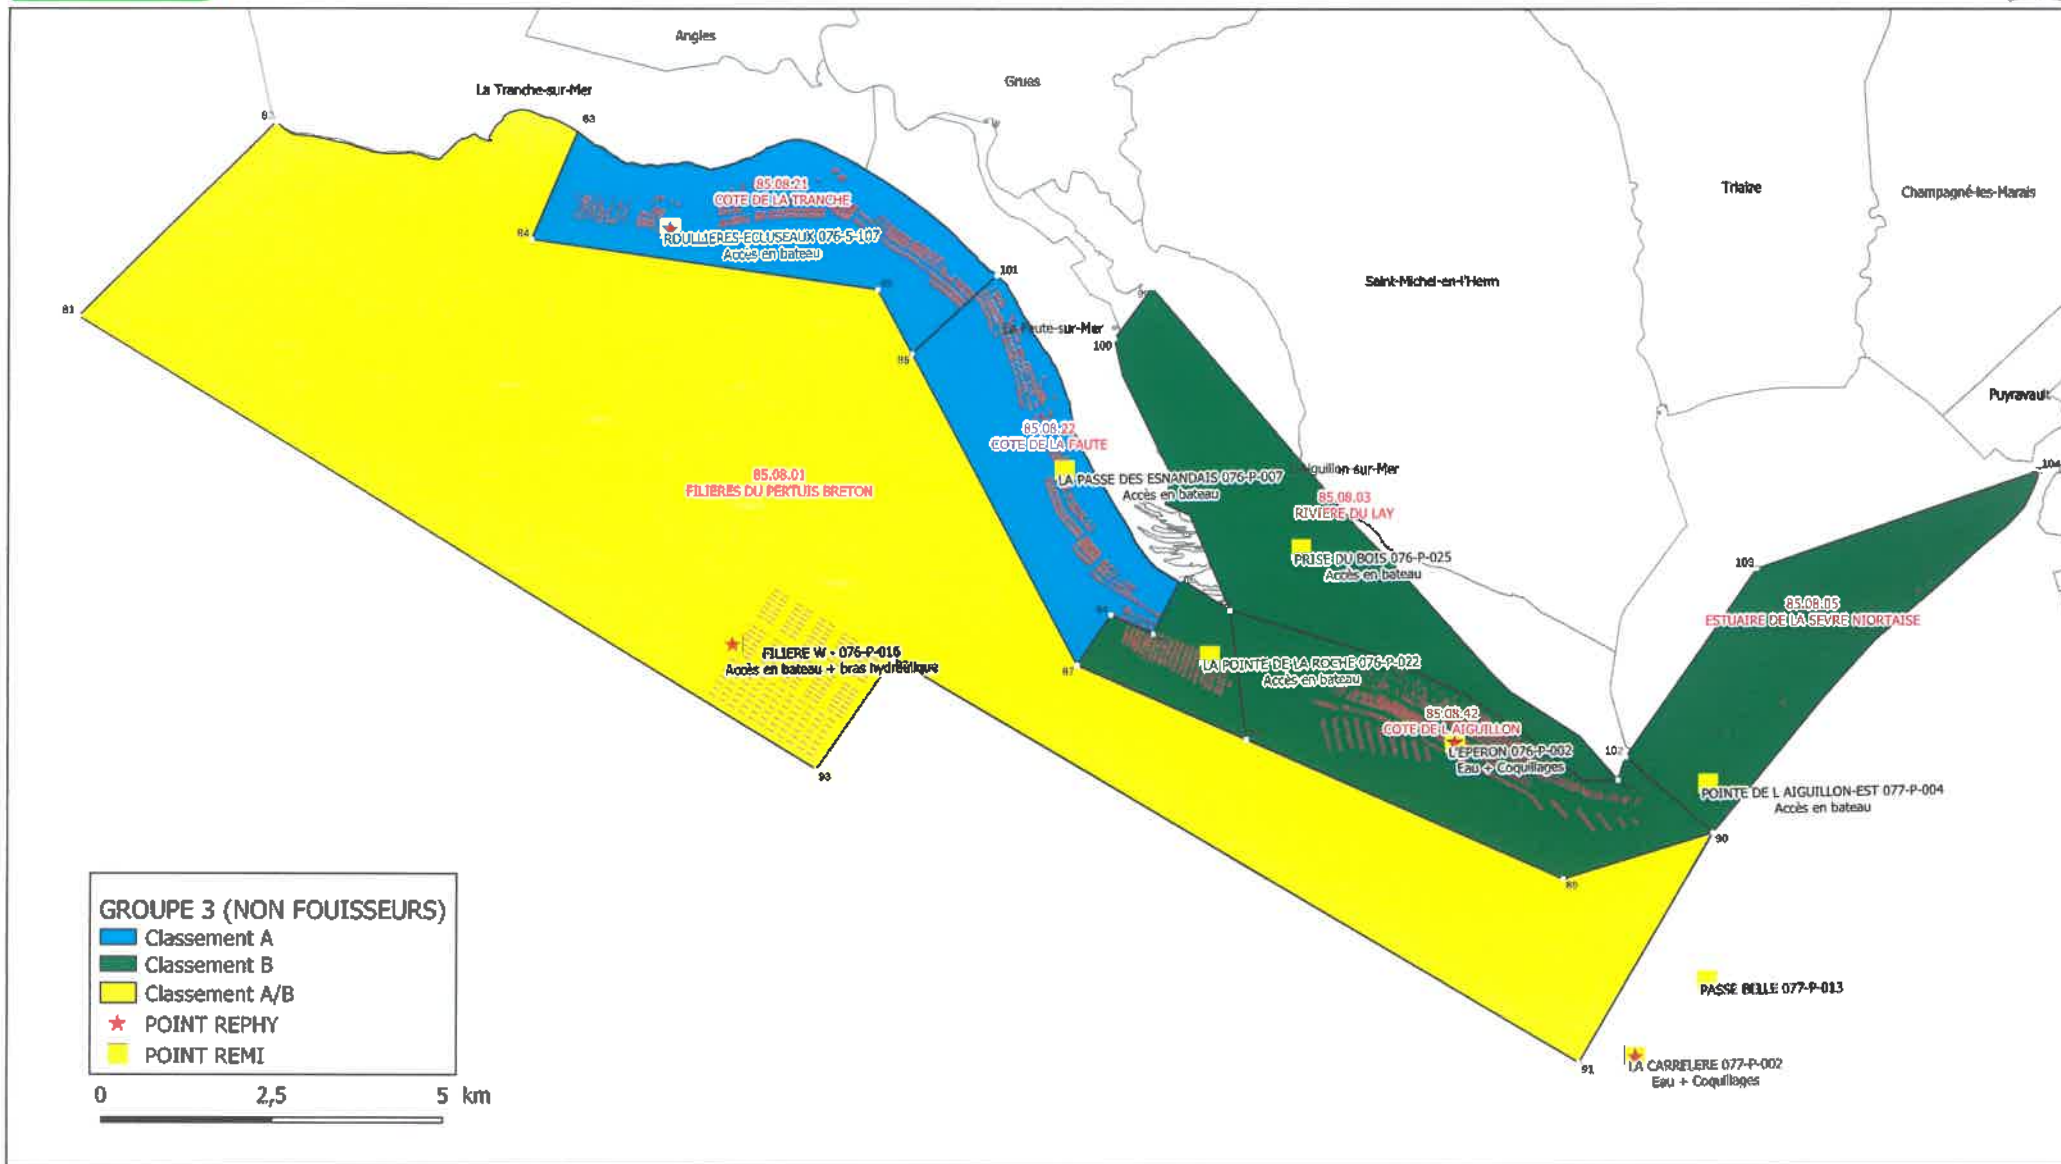 Angles
Grues
La Tranche-sur-Mer
63
Triaize
Champagné-les-Marais
85.08.21
COTE DE LA TRANCHE
84
ROULLIERES-ECLUSEAUX 076-S-107
Accès en bateau
101
Saint-Michel-en-l'Herm
81
sur-Mer
100
Puyravault
86
85.08.22
COTE DE LA FAUTE
85.08.01
FILIERES DU PERTUIS BRETON
LA PASSE DES ESNANDAIS 076-P-007
Accès en bateau
sur-Mer
104
85.08.03
RIVIERE DU LAY
PRISE DU BOIS 076-P-025
Accès en bateau
103
85.08.05
ESTUAIRE DE LA SEVRE NIORTAISE
FILIERE W - 076-P-016
Accès en bateau + bras hydraulique
87
LA POINTE DE LA ROCHE 076-P-022
Accès en bateau
85.08.42
COTE DE L AIGUILLON
L'EPERON 076-P-002
Eau + Coquillages
102
93
POINTE DE L AIGUILLON-EST 077-P-004
Accès en bateau
90
89
GROUPE 3 (NON FOUISSEURS)
Classement A
Classement B
Classement A/B
POINT REPHY
POINT REMI
PASSE BELLE 077-P-013
LA CARRELERE 077-P-002
Eau + Coquillages
91
0 2,5 5 km